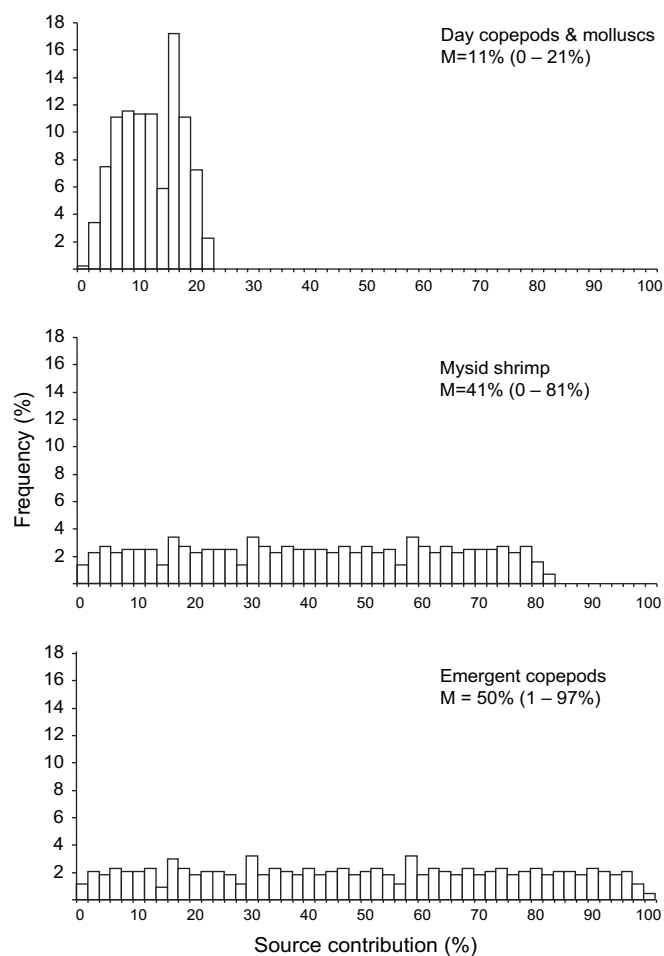 18
16
14
12
10
8
6
4
2
Day copepods & molluscs
M=11% (0 – 21%)
0 10 20 30 40 50 60 70 80 90 100
18
16
14
12
10
8
6
4
2
Mysid shrimp
M=41% (0 – 81%)
0 10 20 30 40 50 60 70 80 90 100
Frequency (%)
18
16
14
12
10
8
6
4
2
Emergent copepods
M = 50% (1 – 97%)
0 10 20 30 40 50 60 70 80 90 100
Source contribution (%)